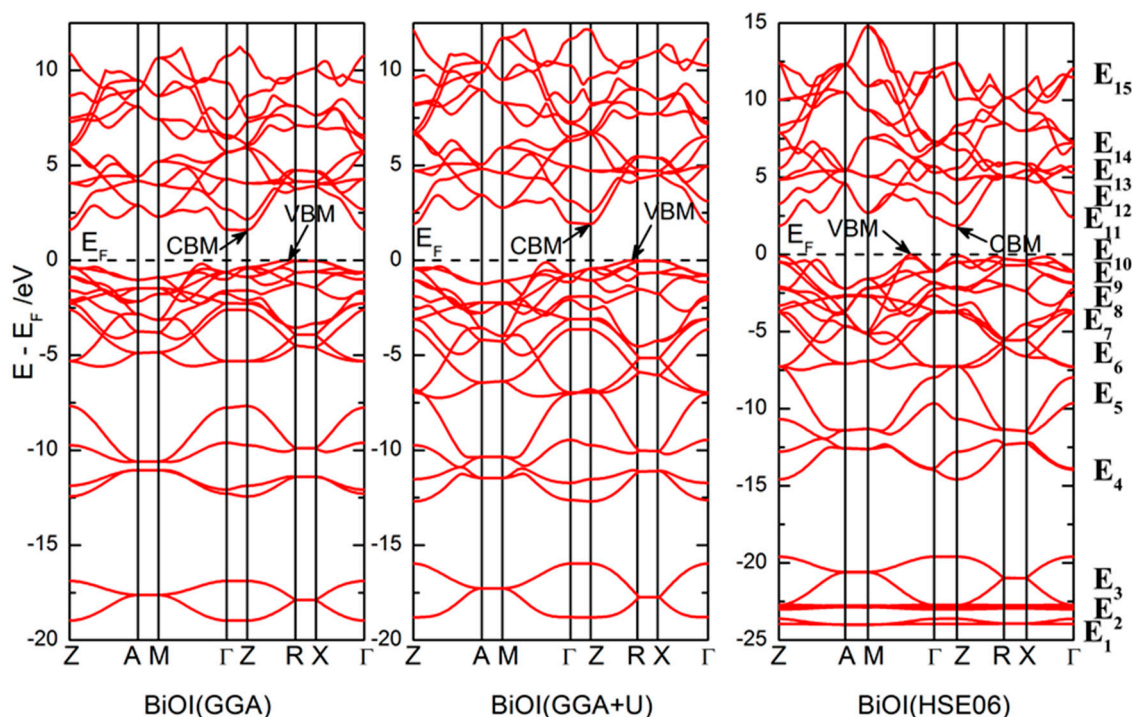 E - E_F /eV
10
5
0
-5
-10
-15
-20
E_F
CBM
VBM
Z A M Γ Z R X Γ
BiOI(GGA)
10
5
0
-5
-10
-15
-20
E_F
CBM
VBM
Z A M Γ Z R X Γ
BiOI(GGA+U)
15
10
5
0
-5
-10
-15
-20
-25
E_F
VBM
CBM
Z A M Γ Z R X Γ
BiOI(HSE06)
E_15
E_14
E_13
E_12
E_11
E_10
E_9
E_8
E_7
E_6
E_5
E_4
E_3
E_2
E_1